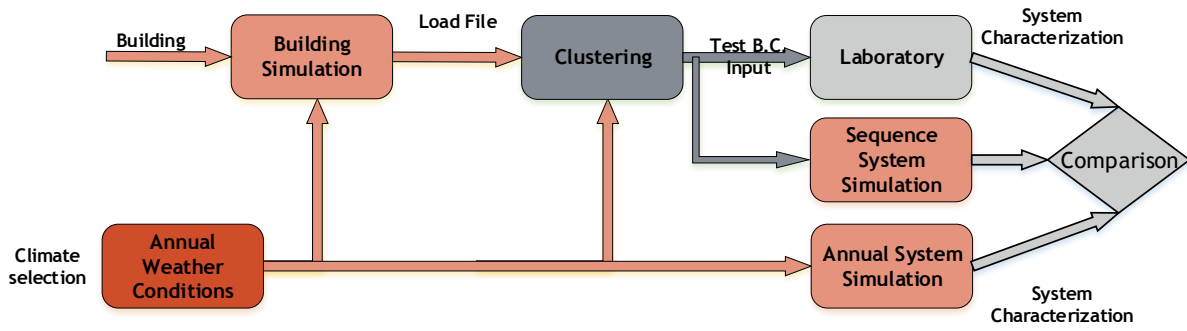 Building
Building
Simulation
Load File
Clustering
Test B.C.
Input
Laboratory
System
Characterization
Sequence
System
Simulation
Comparison
Climate
selection
Annual
Weather
Conditions
Annual System
Simulation
System
Characterization